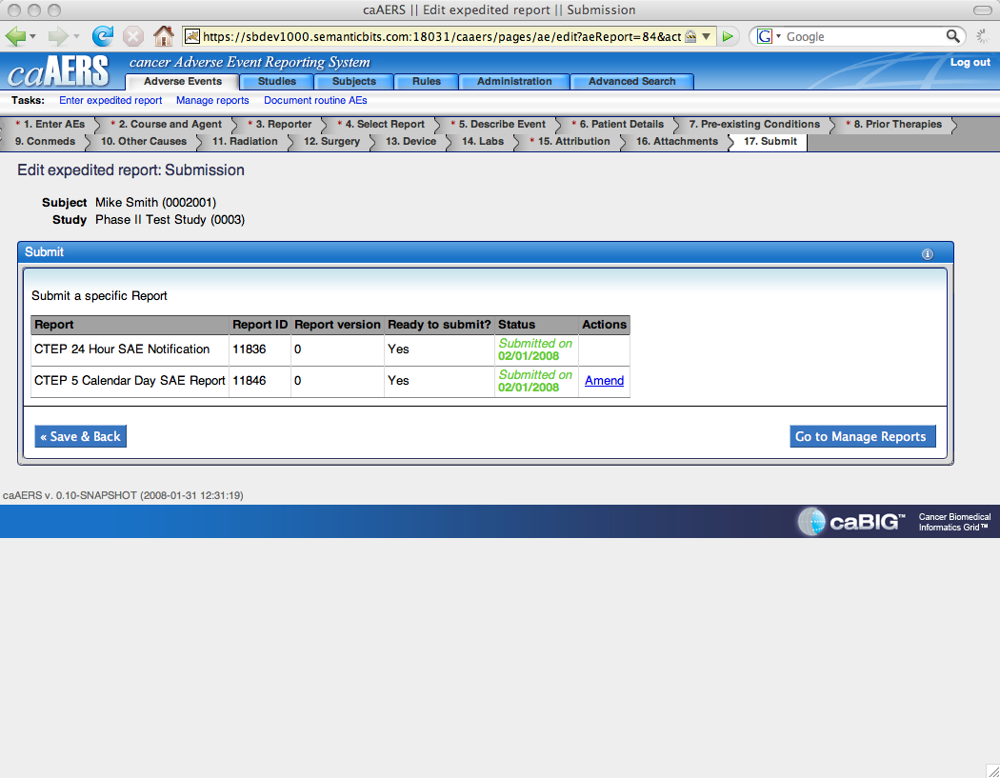 caAERS || Edit expedited report || Submission
https://sbdev1000.semanticbits.com:18031/caaers/pages/ae/edit?aeReport=84&act
G Google
caAERS cancer Adverse Event Reporting System Log out
Adverse Events Studies Subjects Rules Administration Advanced Search
Tasks: Enter expedited report Manage reports Document routine AEs
* 1. Enter AEs * 2. Course and Agent * 3. Reporter * 4. Select Report * 5. Describe Event * 6. Patient Details 7. Pre-existing Conditions * 8. Prior Therapies
9. Conmeds 10. Other Causes 11. Radiation 12. Surgery 13. Device 14. Labs * 15. Attribution 16. Attachments 17. Submit
Edit expedited report: Submission
Subject Mike Smith (0002001)
Study Phase II Test Study (0003)
Submit
Submit a specific Report
Report Report ID Report version Ready to submit? Status Actions
CTEP 24 Hour SAE Notification 11836 0 Yes Submitted on 02/01/2008
CTEP 5 Calendar Day SAE Report 11846 0 Yes Submitted on 02/01/2008 Amend
« Save & Back Go to Manage Reports
caAERS v. 0.10-SNAPSHOT (2008-01-31 12:31:19)
caBIG™ Cancer Biomedical
Informatics Grid™